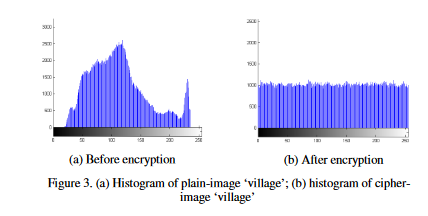 3000
2500
2000
1500
1000
500
0
0 50 100 150 200 250
(a) Before encryption
2500
2000
1500
1000
500
0
0 50 100 150 200 250
(b) After encryption
Figure 3. (a) Histogram of plain-image ‘village’; (b) histogram of cipher-
image ‘village’